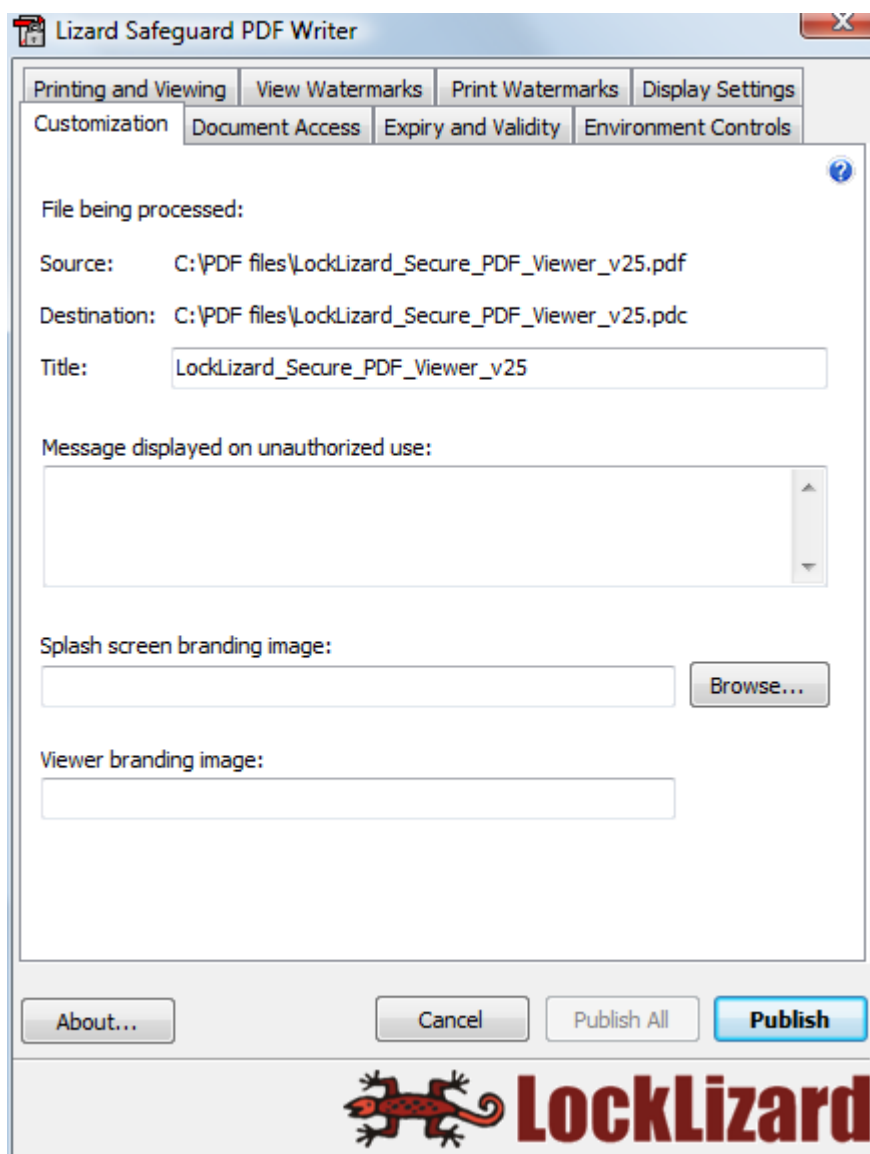 Lizard Safeguard PDF Writer
Printing and Viewing View Watermarks Print Watermarks Display Settings
Customization Document Access Expiry and Validity Environment Controls
File being processed:
Source: C:\PDF files\LockLizard_Secure_PDF_Viewer_v25.pdf
Destination: C:\PDF files\LockLizard_Secure_PDF_Viewer_v25.pdc
Title: LockLizard_Secure_PDF_Viewer_v25
Message displayed on unauthorized use:
Splash screen branding image:
Browse...
Viewer branding image:
About... Cancel Publish All Publish
LockLizard